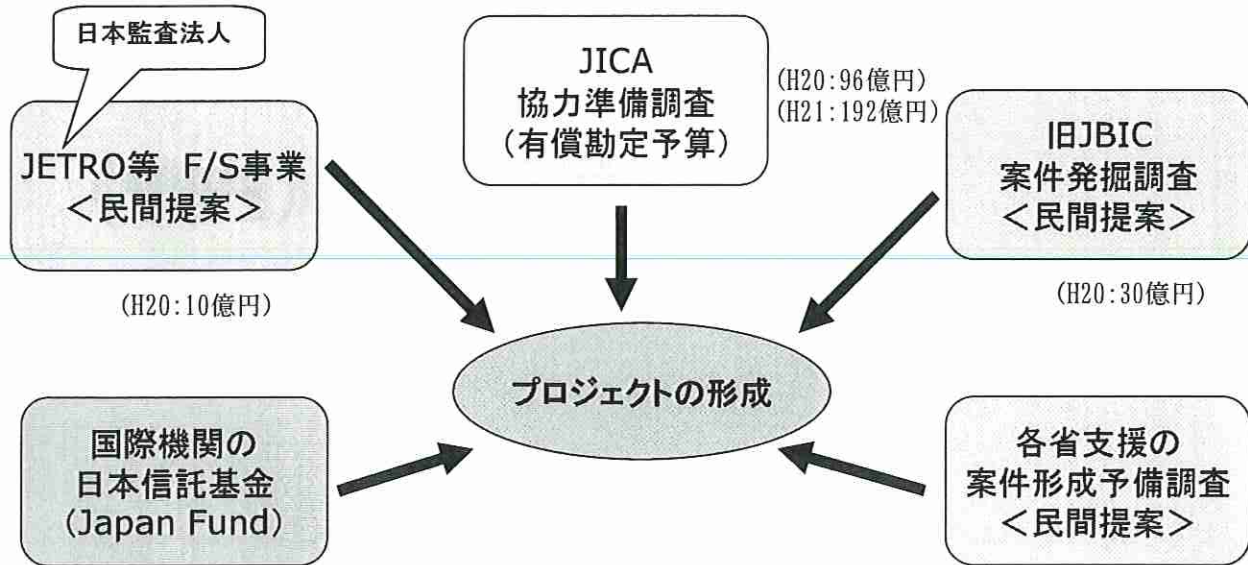 日本監査法人
JETRO等 F/S事業
＜民間提案＞
(H20:10億円)
JICA
協力準備調査
(有償勘定予算)
(H20:96億円)
(H21:192億円)
旧JBIC
案件発掘調査
＜民間提案＞
(H20:30億円)
プロジェクトの形成
国際機関の
日本信託基金
(Japan Fund)
各省支援の
案件形成予備調査
＜民間提案＞